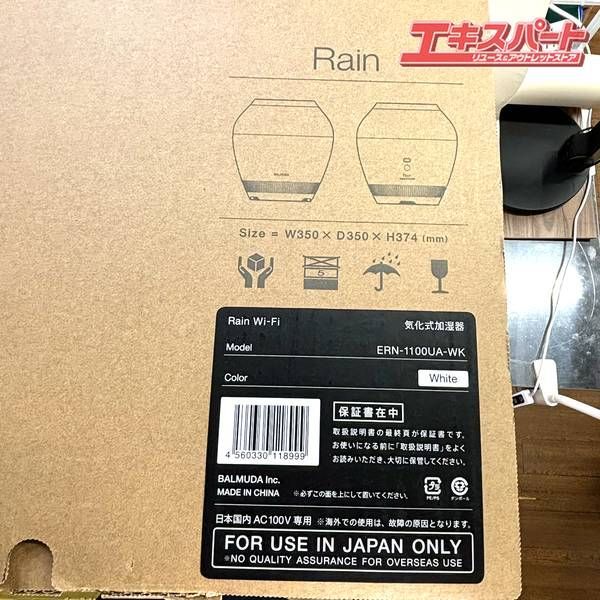 エキスパート
リユース&アウトレットストア
Rain
BALMUDA
Size = W350× D350× H374 (mm)
5
Rain Wi-Fi 気化式加湿器
Model ERN-1100UA-WK
Color White
保証書在中
取扱説明書の最終頁が保証書です。
お使いになる前に「取扱説明書」をよく
お読みいただき、大切に保管してください。
4 560330 118999
BALMUDA Inc.
MADE IN CHINA ※必ずこの面を上にして置いてください。
プラ
PE/PS
ダンボール
日本国内 AC100V 専用 ※海外での使用は、故障の原因となります。
FOR USE IN JAPAN ONLY
※NO QUALITY ASSURANCE FOR OVERSEAS USE